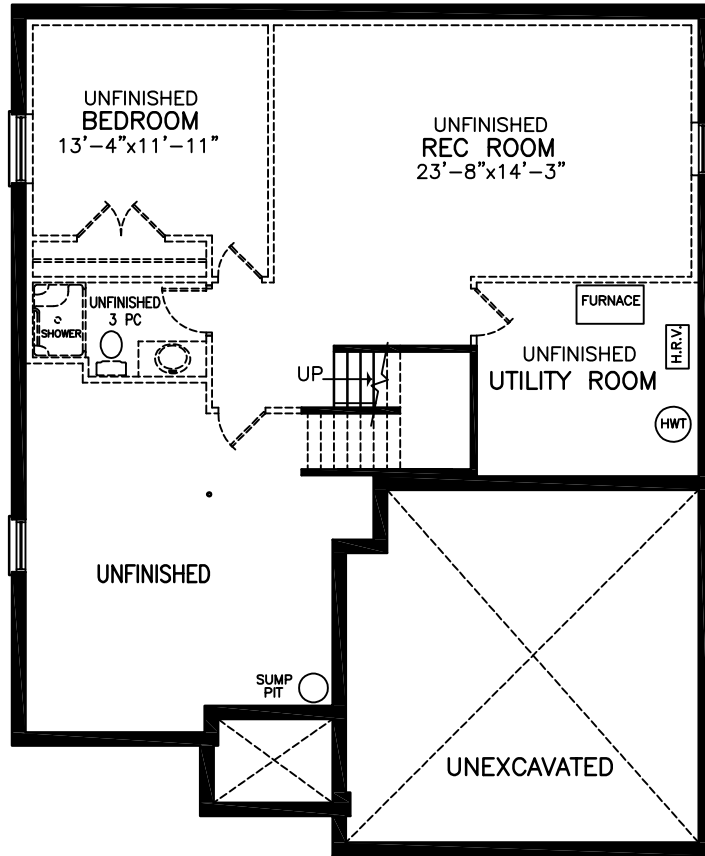 UNFINISHED
BEDROOM
13'-4"x11'-11"
UNFINISHED
REC ROOM
23'-8"x14'-3"
UNFINISHED
3 PC
SHOWER
FURNACE
H.R.V.
UNFINISHED
UTILITY ROOM
HWT
UP
UNFINISHED
SUMP
PIT
UNEXCAVATED